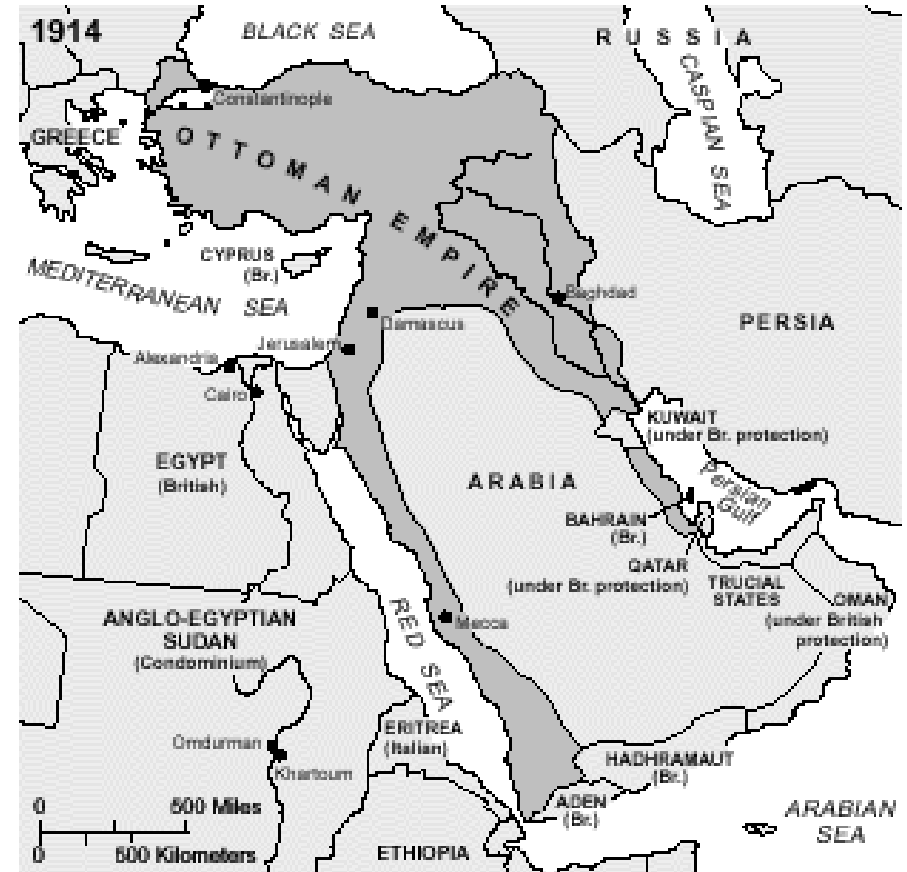 1914
BLACK SEA
RUSSIA
CASPIAN SEA
Constantinople
GREECE
OTTOMAN EMPIRE
CYPRUS
(Br.)
MEDITERRANEAN SEA
Baghdad
Damascus
PERSIA
Jerusalem
Alexandria
Cairo
KUWAIT
(under Br. protection)
EGYPT
(British)
ARABIA
Persian
Gulf
BAHRAIN
(Br.)
QATAR
(under Br. protection)
TRUCIAL
STATES
OMAN
(under British
protection)
ANGLO-EGYPTIAN
SUDAN
(Condominium)
RED SEA
Mecca
ERITREA
(Italian)
Omdurman
Khartoum
HADHRAMAUT
(Br.)
ADEN
(Br.)
ARABIAN
SEA
0 500 Miles
0 500 Kilometers
ETHIOPIA